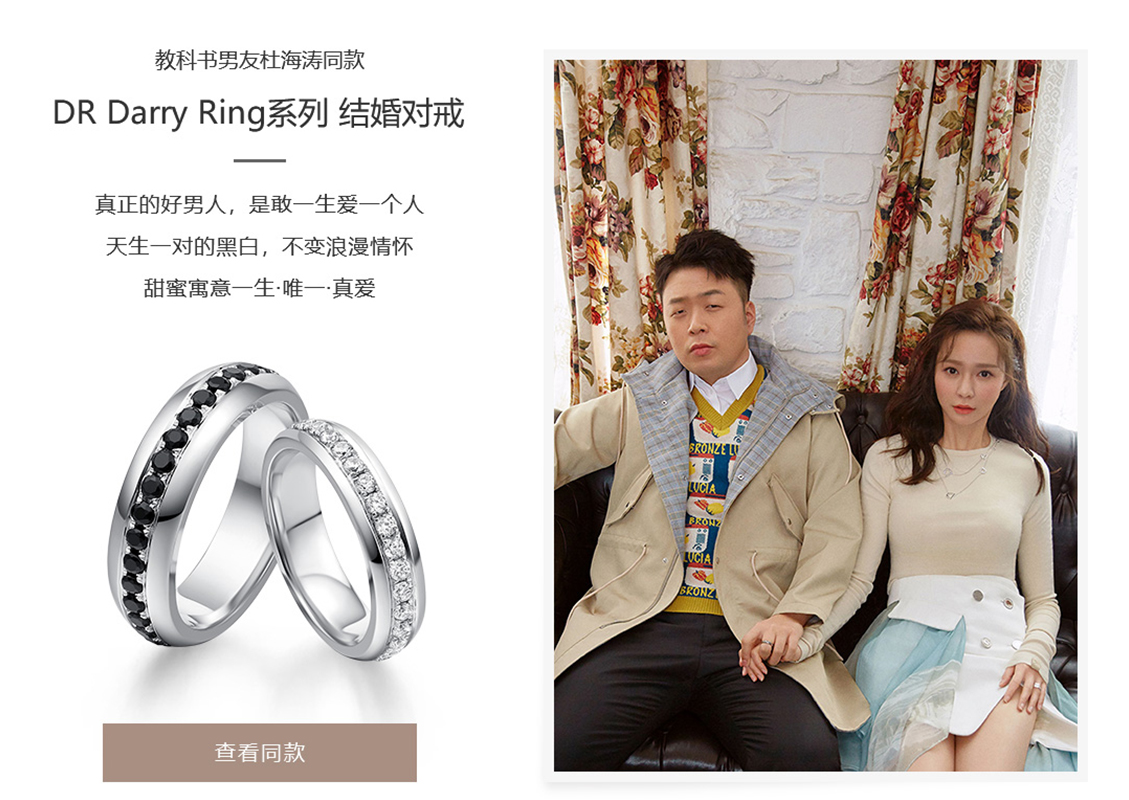 教科书男友杜海涛同款
DR Darry Ring系列 结婚对戒
真正的好男人，是敢一生爱一个人
天生一对的黑白，不变浪漫情怀
甜蜜寓意一生·唯一·真爱
查看同款
BRONZE LU
LUCIA
BRONZ
LUCIA
BRONZ